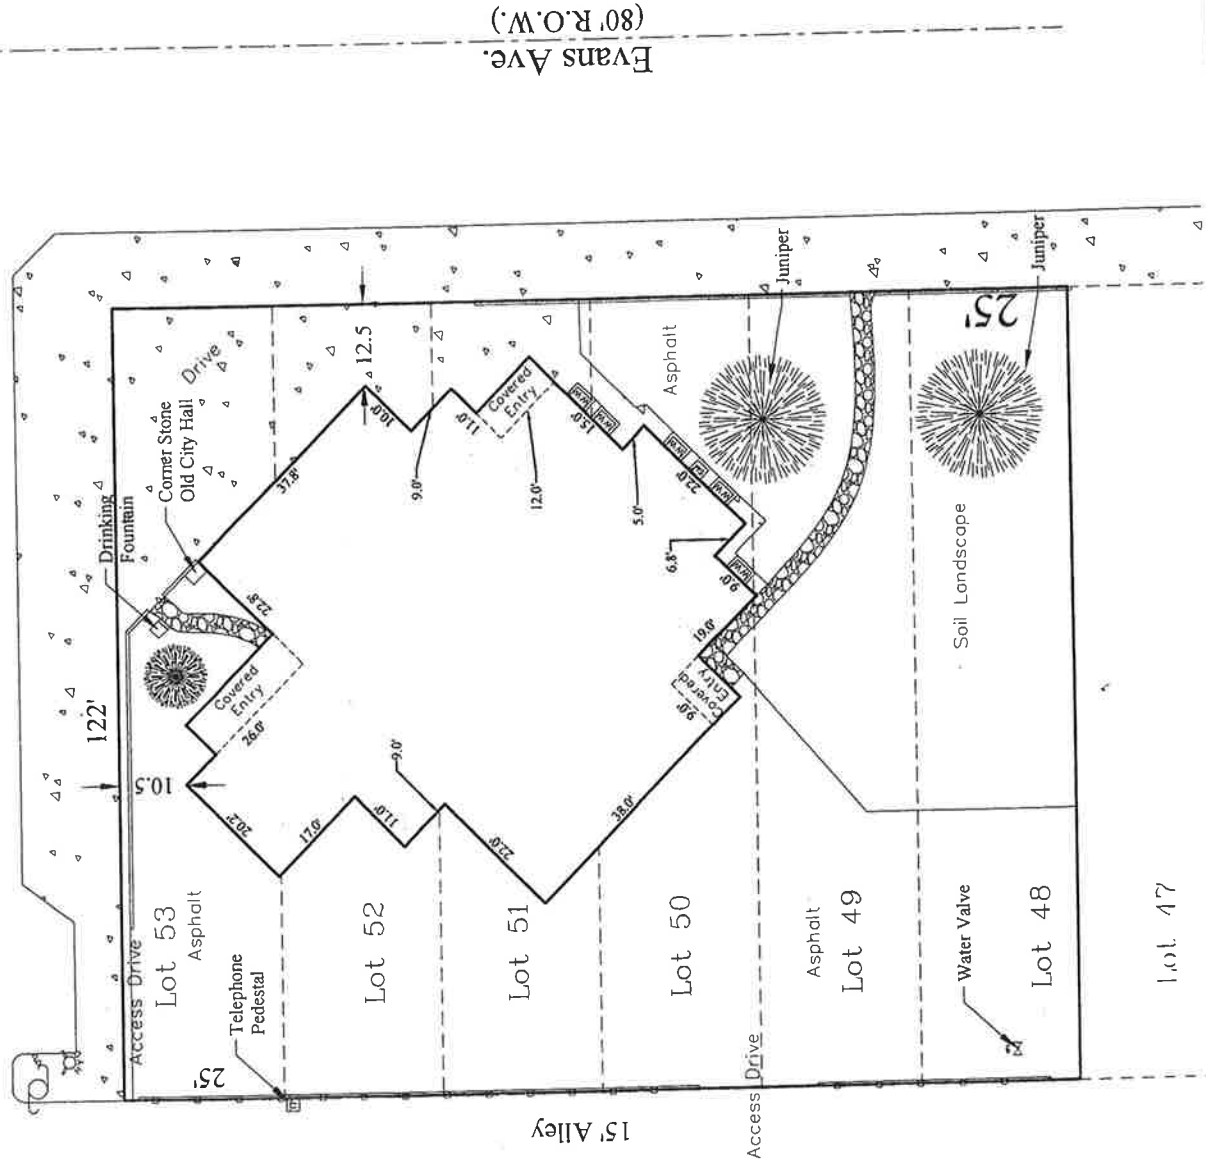 (80' R.O.W.)
Evans Ave.
Juniper
Juniper
25'
12.5
Drive
Asphalt
Corner Stone
Old City Hall
Drinking
Fountain
37.8'
10.0'
9.0'
11.0'
Covered
Entry
12.0'
15.0'
WW
WW
5.0'
WW
WW
22.0'
6.8'
WW
9.0'
22.8'
19.0'
Soil Landscape
Covered
Entry
26.0'
Covered
Entry
9.0'
122'
10.5
9.0'
20.2'
17.0'
11.0'
22.0'
38.0'
Access Drive
Lot 53
Asphalt
Lot 52
Lot 51
Lot 50
Asphalt
Lot 49
Water Valve
Lot 48
Lot 47
Telephone
Pedestal
25'
Access Drive
15' Alley